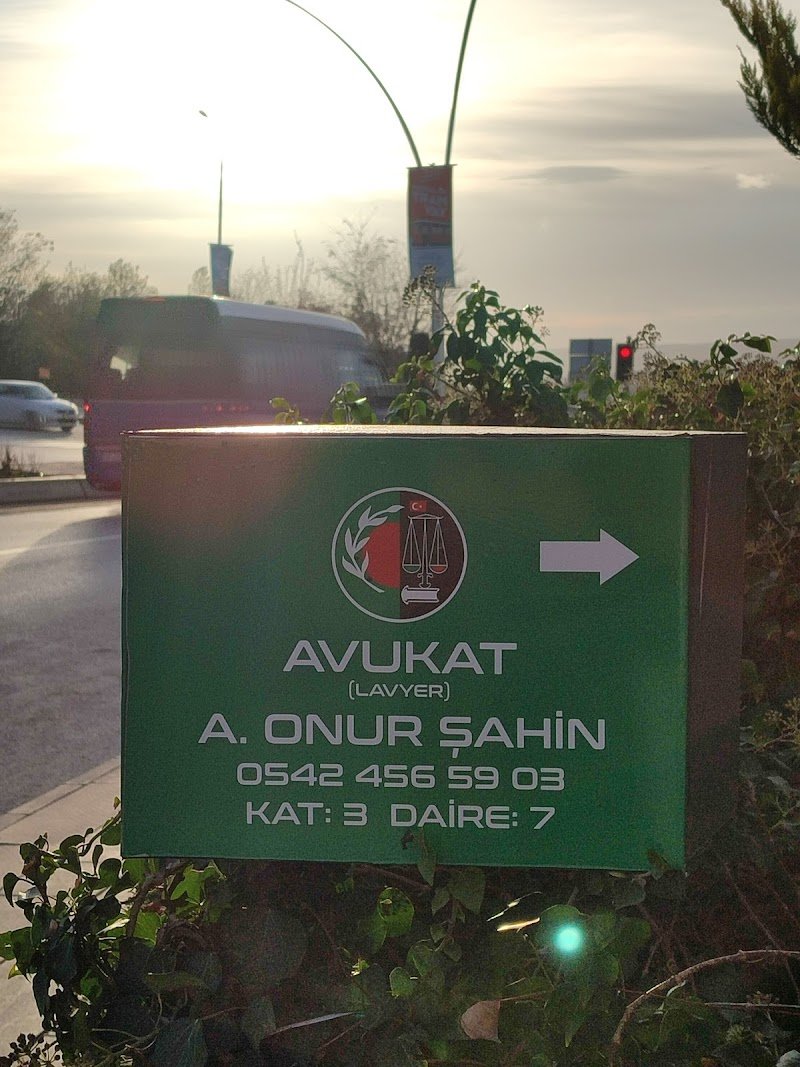 AVUKAT
(LAVYER)
A. ONUR ŞAHİN
0542 456 59 03
KAT: 3 DAİRE: 7